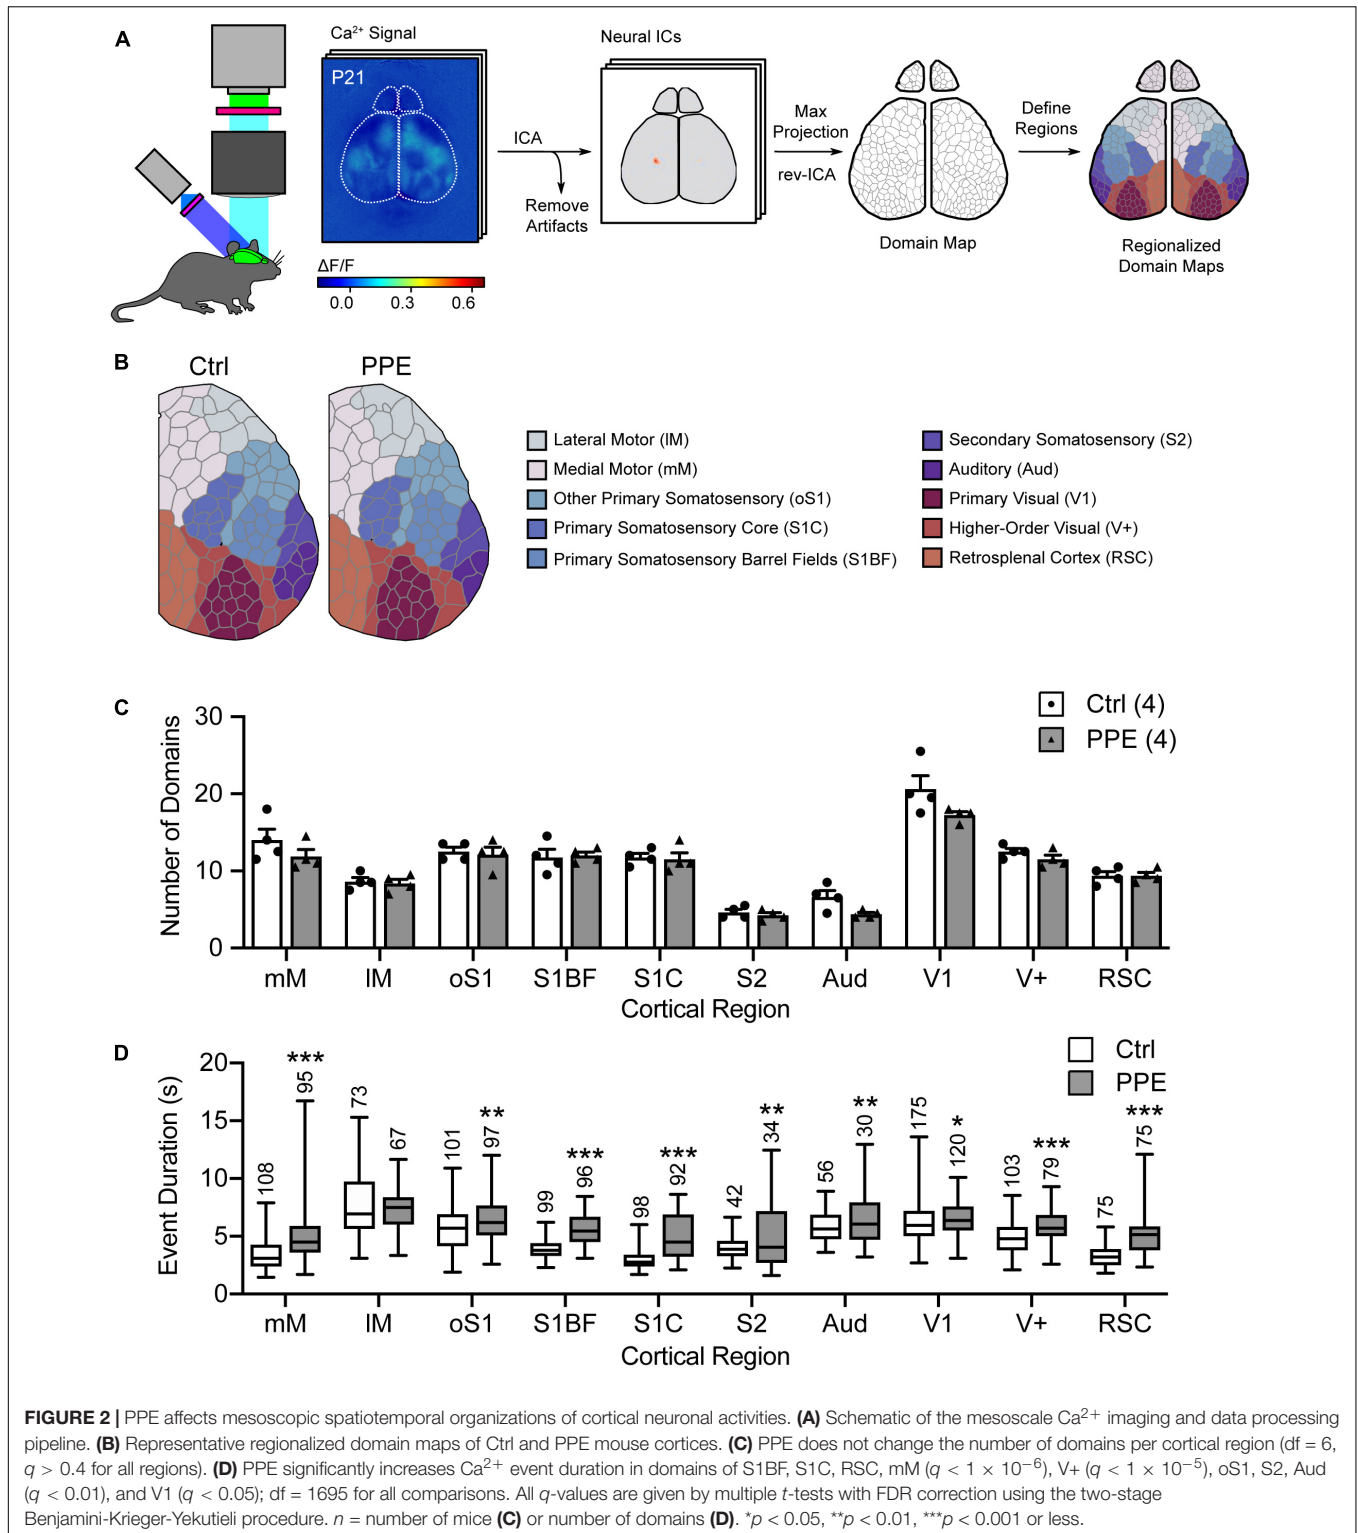 A
Ca²⁺ Signal
P21
ΔF/F
0.0 0.3 0.6
ICA
Remove
Artifacts
Neural ICs
Max
Projection
rev-ICA
Domain Map
Define
Regions
Regionalized
Domain Maps
B
Ctrl PPE
Lateral Motor (lM)
Medial Motor (mM)
Other Primary Somatosensory (oS1)
Primary Somatosensory Core (S1C)
Primary Somatosensory Barrel Fields (S1BF)
Secondary Somatosensory (S2)
Auditory (Aud)
Primary Visual (V1)
Higher-Order Visual (V+)
Retrosplenal Cortex (RSC)
C
Ctrl (4)
PPE (4)
Number of Domains
30
20
10
0
mM lM oS1 S1BF S1C S2 Aud V1 V+ RSC
Cortical Region
D
Ctrl
PPE
Event Duration (s)
20
15
10
5
0
108 95 *** 73 67 101 97 ** 99 96 *** 98 92 *** 42 34 ** 56 30 ** 175 120 * 103 79 *** 75 75 ***
mM lM oS1 S1BF S1C S2 Aud V1 V+ RSC
Cortical Region
FIGURE 2 | PPE affects mesoscopic spatiotemporal organizations of cortical neuronal activities. (A) Schematic of the mesoscale Ca²⁺ imaging and data processing
pipeline. (B) Representative regionalized domain maps of Ctrl and PPE mouse cortices. (C) PPE does not change the number of domains per cortical region (df = 6,
q > 0.4 for all regions). (D) PPE significantly increases Ca²⁺ event duration in domains of S1BF, S1C, RSC, mM (q < 1 × 10⁻⁶), V+ (q < 1 × 10⁻⁵), oS1, S2, Aud
(q < 0.01), and V1 (q < 0.05); df = 1695 for all comparisons. All q-values are given by multiple t-tests with FDR correction using the two-stage
Benjamini-Krieger-Yekutieli procedure. n = number of mice (C) or number of domains (D). *p < 0.05, **p < 0.01, ***p < 0.001 or less.